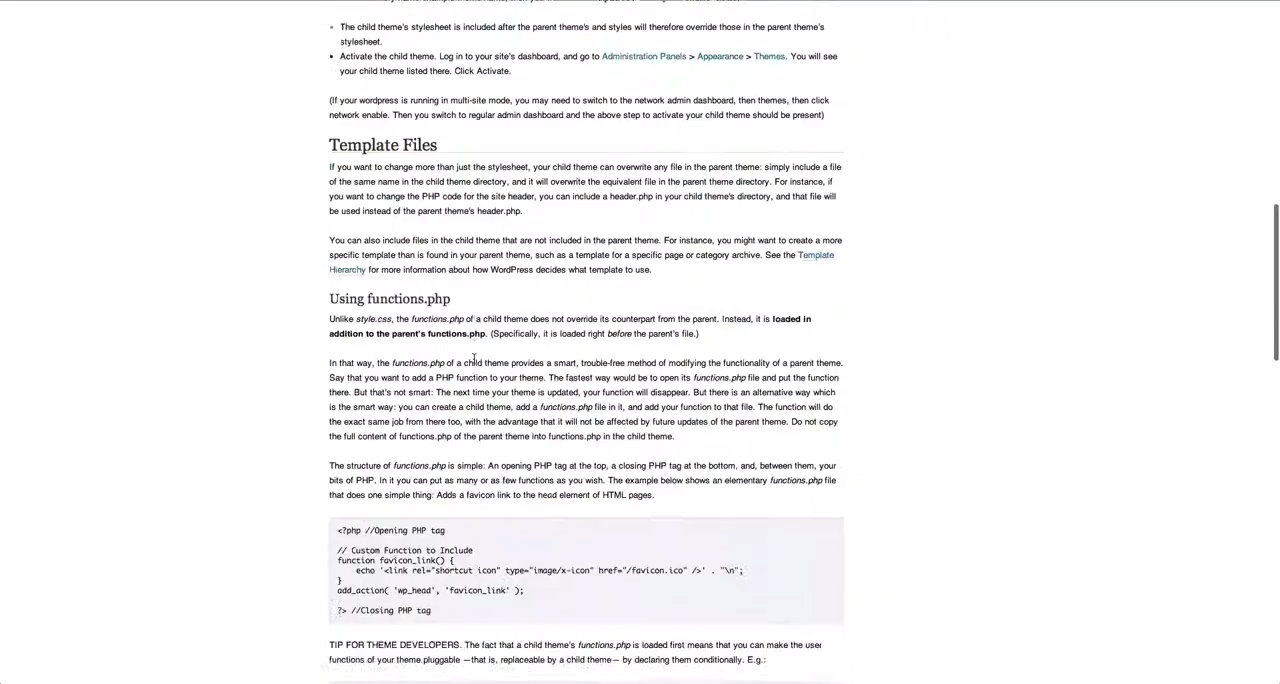 The child theme's stylesheet is included after the parent theme's and styles will therefore override those in the parent theme's
stylesheet.
Activate the child theme. Log in to your site's dashboard, and go to Administration Panels > Appearance > Themes. You will see
your child theme listed there. Click Activate.
(If your wordpress is running in multi-site mode, you may need to switch to the network admin dashboard, then themes, then click
network enable. Then you switch to regular admin dashboard and the above step to activate your child theme should be present)
Template Files
If you want to change more than just the stylesheet, your child theme can overwrite any file in the parent theme: simply include a file
of the same name in the child theme directory, and it will overwrite the equivalent file in the parent theme directory. For instance, if
you want to change the PHP code for the site header, you can include a header.php in your child theme's directory, and that file will
be used instead of the parent theme's header.php.
You can also include files in the child theme that are not included in the parent theme. For instance, you might want to create a more
specific template than is found in your parent theme, such as a template for a specific page or category archive. See the Template
Hierarchy for more information about how WordPress decides what template to use.
Using functions.php
Unlike style.css, the functions.php of a child theme does not override its counterpart from the parent. Instead, it is loaded in
addition to the parent's functions.php. (Specifically, it is loaded right before the parent's file.)
In that way, the functions.php of a child theme provides a smart, trouble-free method of modifying the functionality of a parent theme.
Say that you want to add a PHP function to your theme. The fastest way would be to open its functions.php file and put the function
there. But that's not smart: The next time your theme is updated, your function will disappear. But there is an alternative way which
is the smart way: you can create a child theme, add a functions.php file in it, and add your function to that file. The function will do
the exact same job from there too, with the advantage that it will not be affected by future updates of the parent theme. Do not copy
the full content of functions.php of the parent theme into functions.php in the child theme.
The structure of functions.php is simple: An opening PHP tag at the top, a closing PHP tag at the bottom, and, between them, your
bits of PHP. In it you can put as many or as few functions as you wish. The example below shows an elementary functions.php file
that does one simple thing: Adds a favicon link to the head element of HTML pages.
<?php //Opening PHP tag
// Custom Function to Include
function favicon_link() {
echo '<link rel="shortcut icon" type="image/x-icon" href="/favicon.ico" />' . "\n";
}
add_action( 'wp_head', 'favicon_link' );
?> //Closing PHP tag
TIP FOR THEME DEVELOPERS. The fact that a child theme's functions.php is loaded first means that you can make the user
functions of your theme pluggable —that is, replaceable by a child theme— by declaring them conditionally. E.g.: